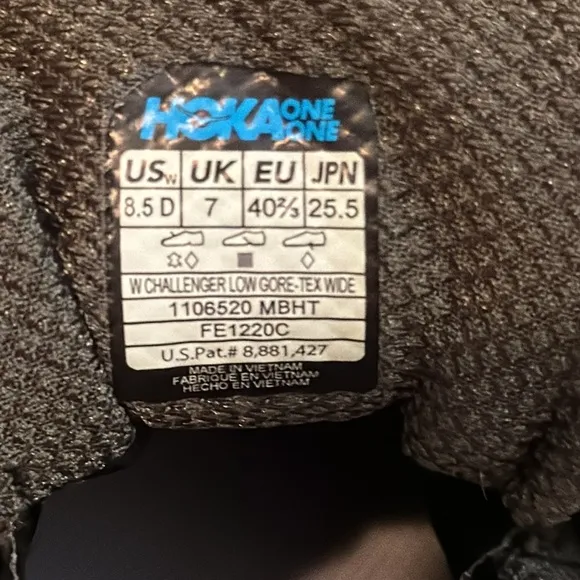 HOKA ONE ONE
USw UK EU JPN
8.5 D 7 40⅔ 25.5
W CHALLENGER LOW GORE-TEX WIDE
1106520 MBHT
FE1220C
U.S.Pat.# 8,881,427
MADE IN VIETNAM
FABRIQUE EN VIETNAM
HECHO EN VIETNAM